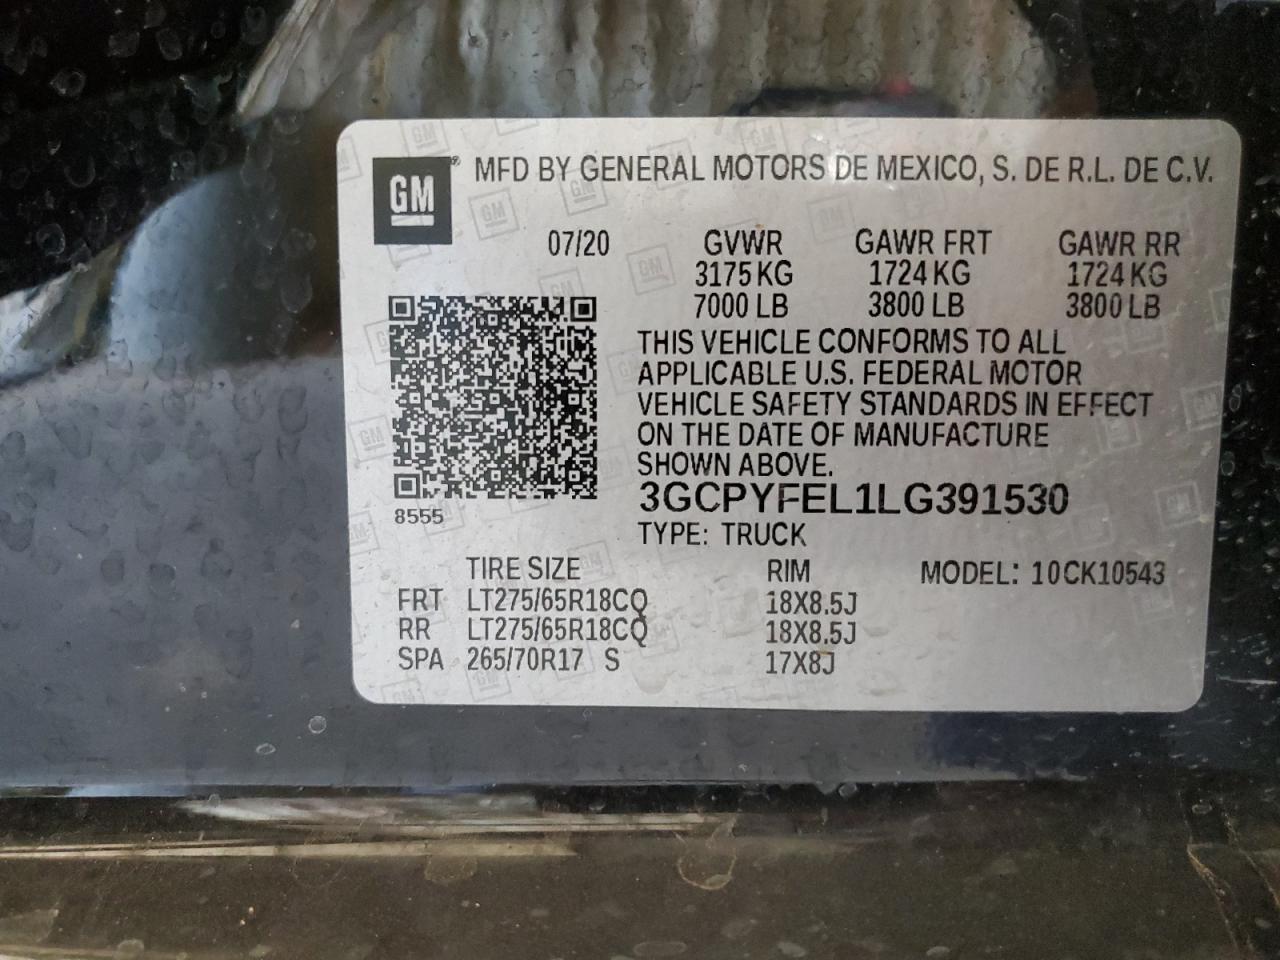 GM® MFD BY GENERAL MOTORS DE MEXICO, S. DE R.L. DE C.V.
07/20 GVWR GAWR FRT GAWR RR
3175 KG 1724 KG 1724 KG
7000 LB 3800 LB 3800 LB
THIS VEHICLE CONFORMS TO ALL
APPLICABLE U.S. FEDERAL MOTOR
VEHICLE SAFETY STANDARDS IN EFFECT
ON THE DATE OF MANUFACTURE
SHOWN ABOVE.
3GCPYFEL1LG391530
8555
TYPE: TRUCK
TIRE SIZE RIM MODEL: 10CK10543
FRT LT275/65R18CQ 18X8.5J
RR LT275/65R18CQ 18X8.5J
SPA 265/70R17 S 17X8J